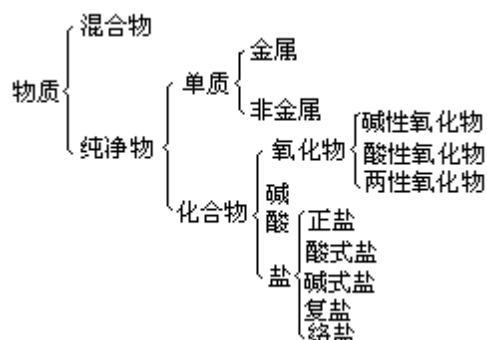 物质
混合物
纯净物
单质
金属
非金属
化合物
氧化物
碱性氧化物
酸性氧化物
两性氧化物
碱
酸
盐
正盐
酸式盐
碱式盐
复盐
络盐